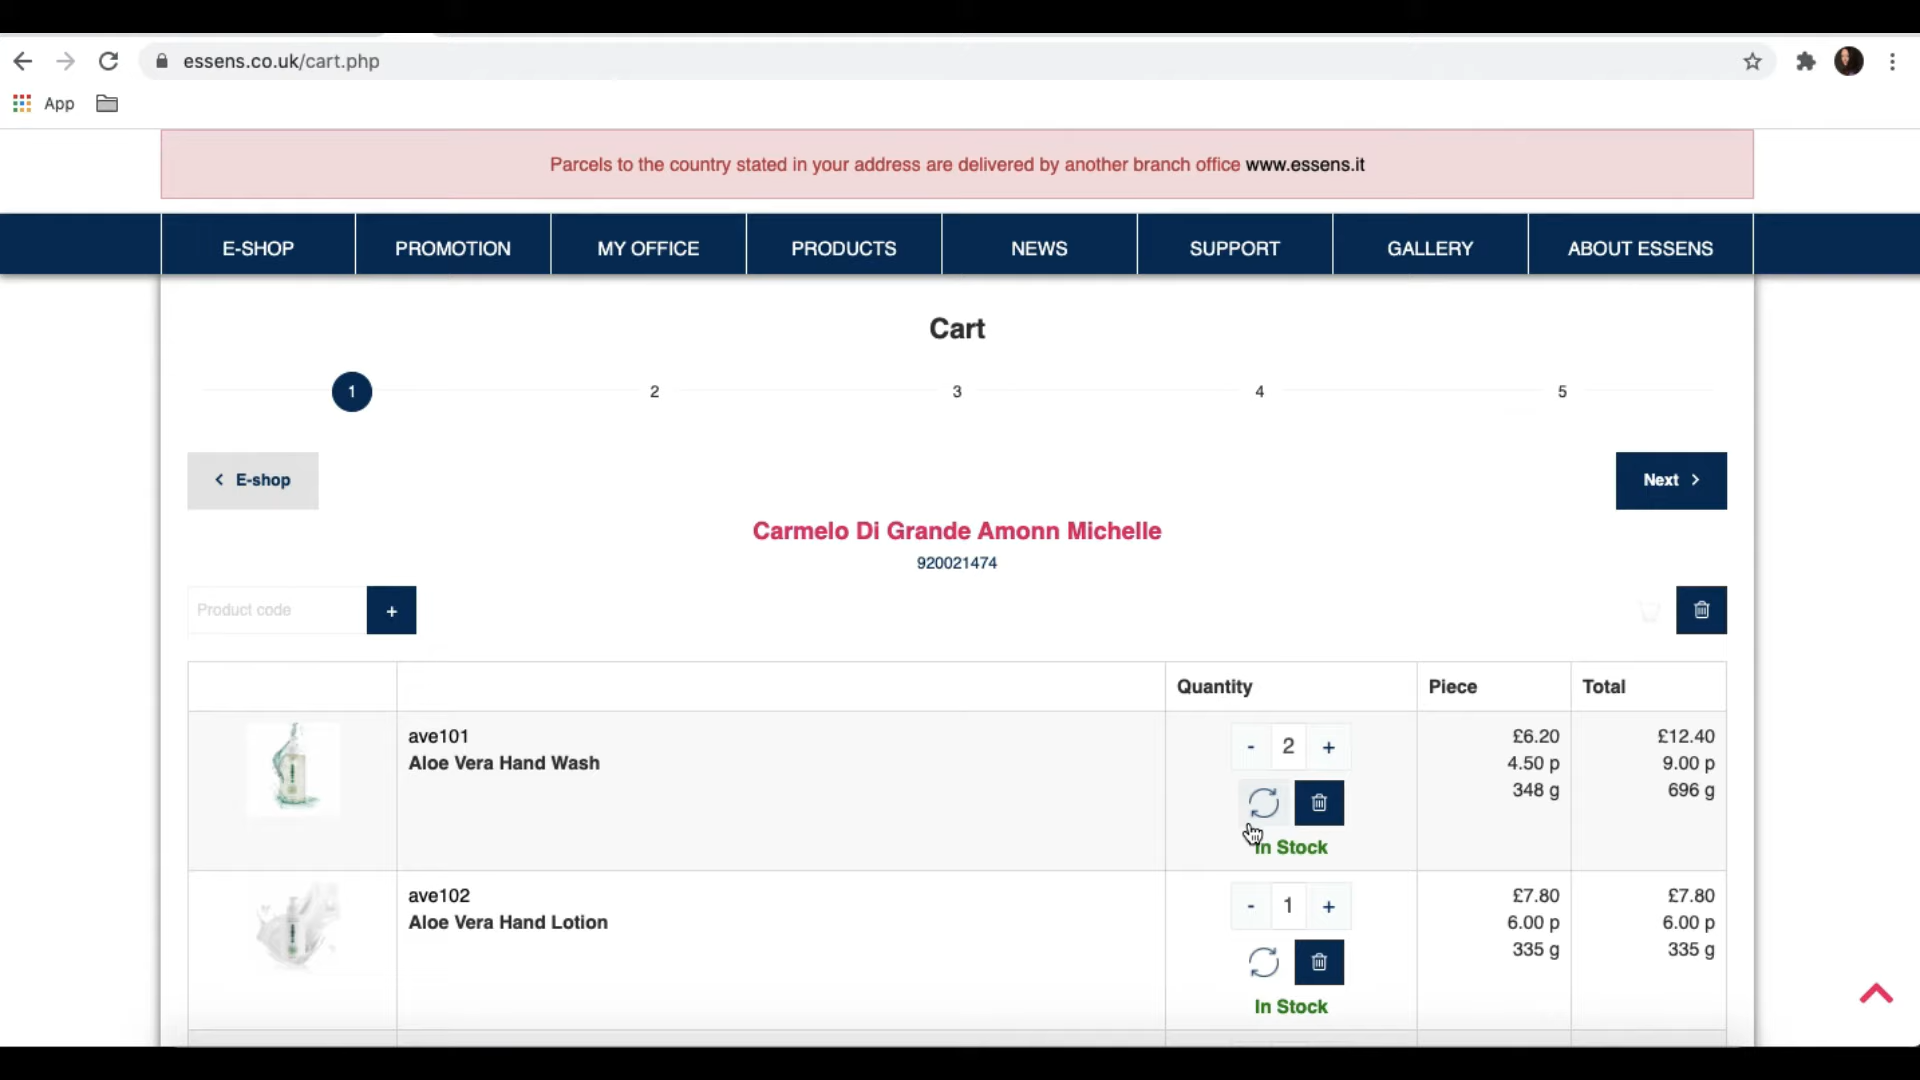 essens.co.uk/cart.php
App
Parcels to the country stated in your address are delivered by another branch office www.essens.it
E-SHOP PROMOTION MY OFFICE PRODUCTS NEWS SUPPORT GALLERY ABOUT ESSENS
Cart
1 2 3 4 5
< E-shop Next >
Carmelo Di Grande Amonn Michelle
920021474
Product code +
Quantity Piece Total
ave101 - 2 + £6.20 £12.40
Aloe Vera Hand Wash 4.50 p 9.00 p
348 g 696 g
In Stock
ave102 - 1 + £7.80 £7.80
Aloe Vera Hand Lotion 6.00 p 6.00 p
335 g 335 g
In Stock